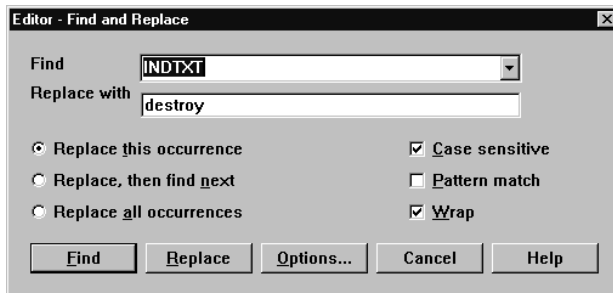 Editor - Find and Replace
Find INDTXT
Replace with destroy
Replace this occurrence Case sensitive
Replace, then find next Pattern match
Replace all occurrences Wrap
Find Replace Options... Cancel Help